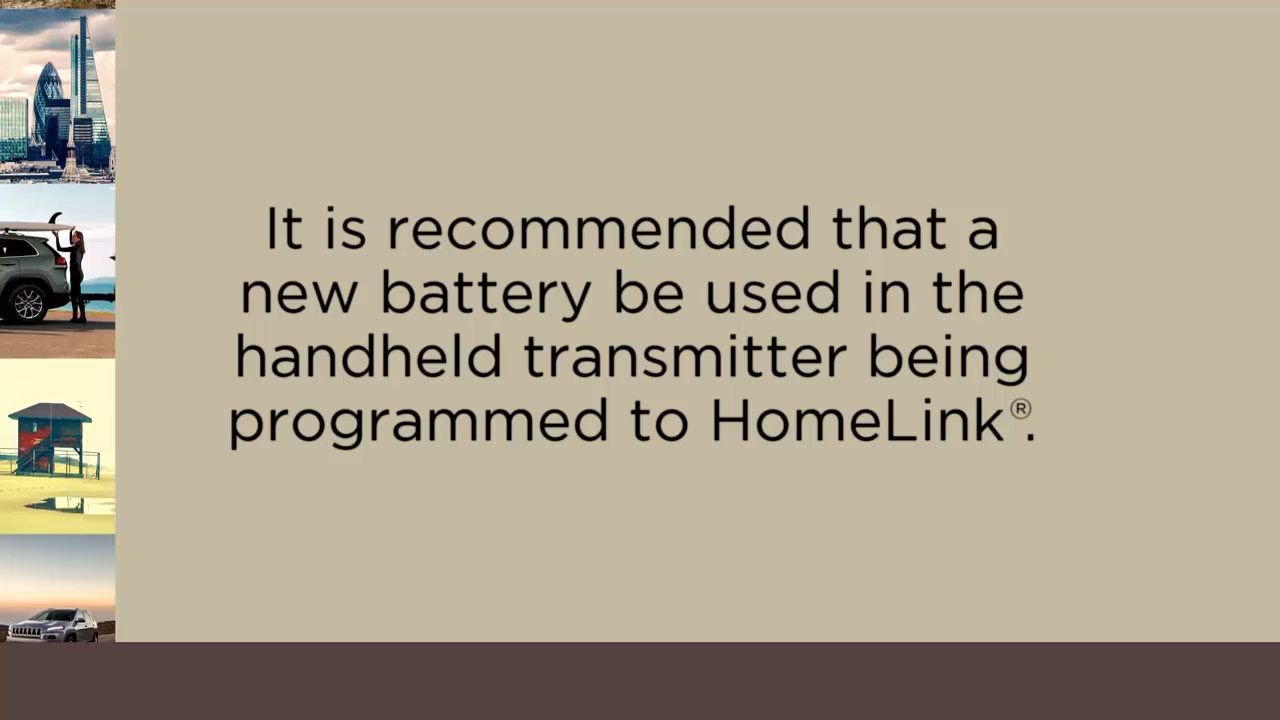 It is recommended that a
new battery be used in the
handheld transmitter being
programmed to HomeLink®.